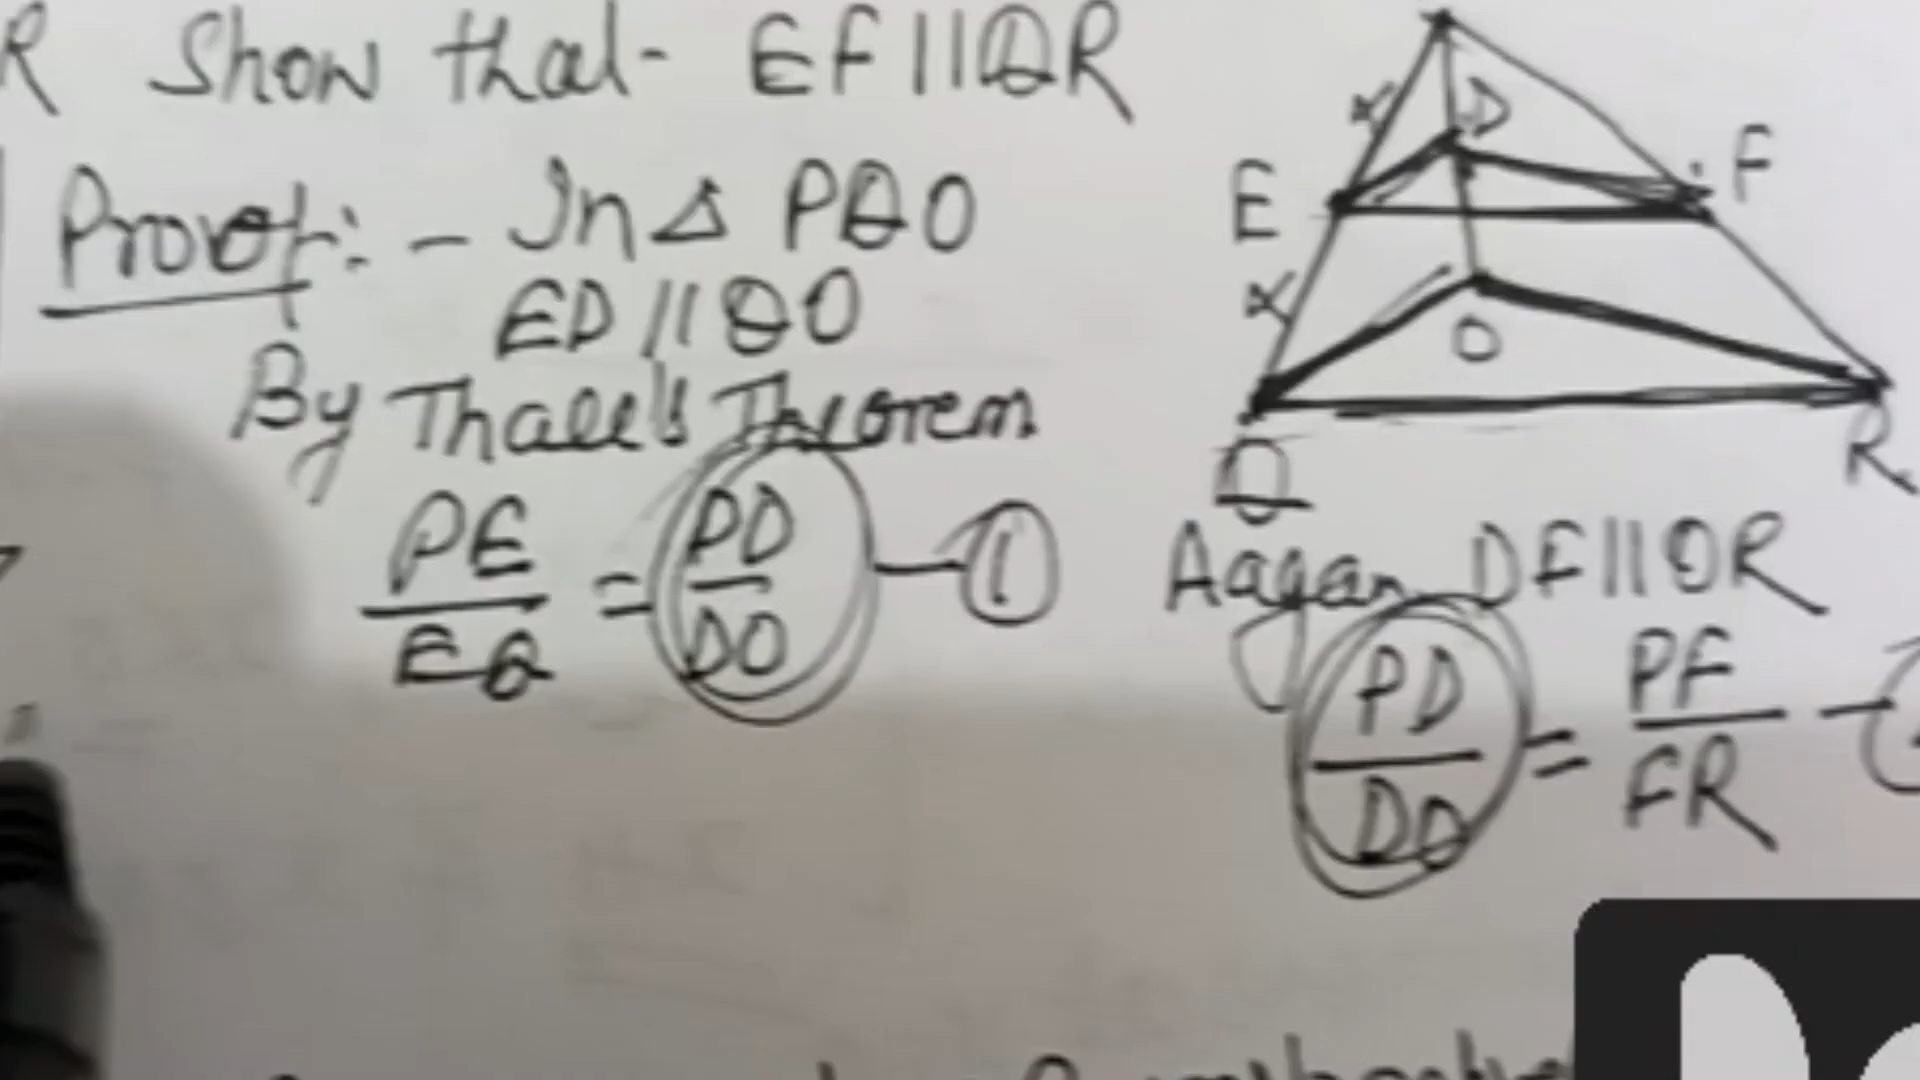 R Show that- EF||QR
Proof:- In Δ PQO
ED||QO
By Thale's Theorem
PE/EQ = PD/DO - ①
D
E
F
O
Q
R
Aagan DF||OR
PD/DO = PF/FR -